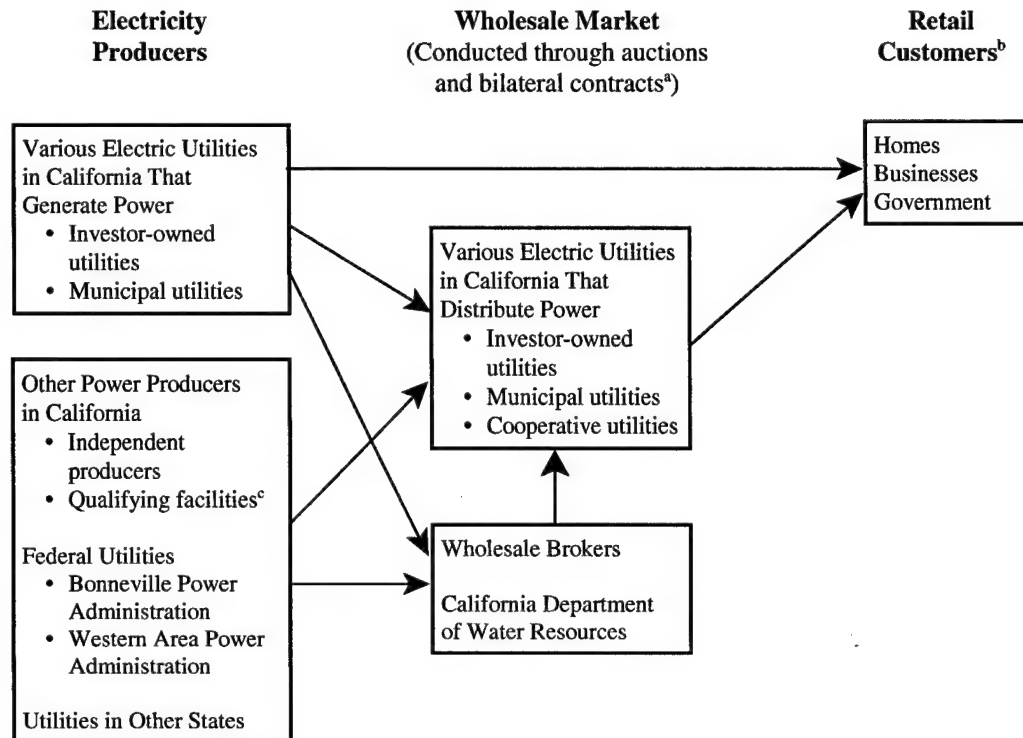 Electricity
Producers
Wholesale Market
(Conducted through auctions
and bilateral contractsᵃ)
Retail
Customersᵇ
Various Electric Utilities
in California That
Generate Power
• Investor-owned
utilities
• Municipal utilities
Other Power Producers
in California
• Independent
producers
• Qualifying facilitiesᶜ
Federal Utilities
• Bonneville Power
Administration
• Western Area Power
Administration
Utilities in Other States
Various Electric Utilities
in California That
Distribute Power
• Investor-owned
utilities
• Municipal utilities
• Cooperative utilities
Wholesale Brokers
California Department
of Water Resources
Homes
Businesses
Government